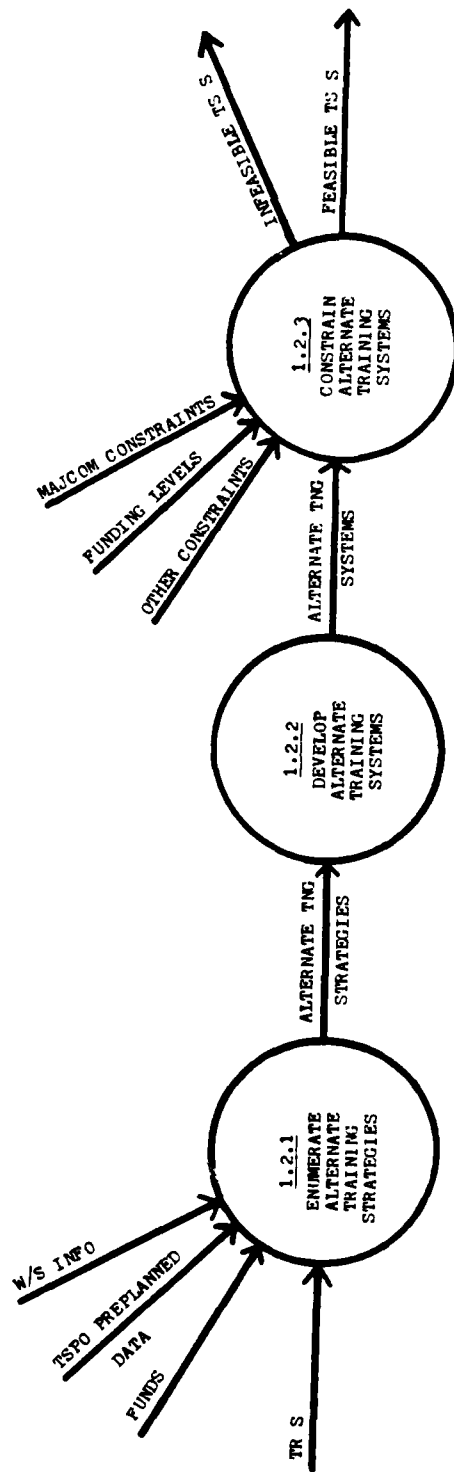 W/S INFO
TSPO PREPLANNED
DATA
FUNDS
TR S
1.2.1
ENUMERATE
ALTERNATE
TRAINING
STRATEGIES
ALTERNATE TNG
STRATEGIES
1.2.2
DEVELOP
ALTERNATE
TRAINING
SYSTEMS
ALTERNATE TNG
SYSTEMS
MAJCOM CONSTRAINTS
FUNDING LEVELS
OTHER CONSTRAINTS
1.2.3
CONSTRAIN
ALTERNATE
TRAINING
SYSTEMS
INFEASIBLE TS S
FEASIBLE TS S